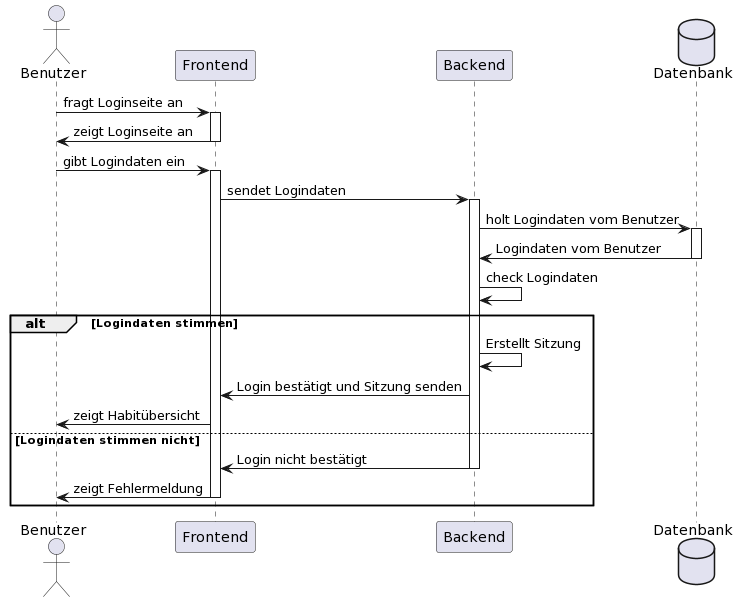 Benutzer
Frontend
Backend
Datenbank
fragt Loginseite an
zeigt Loginseite an
gibt Logindaten ein
sendet Logindaten
holt Logindaten vom Benutzer
Logindaten vom Benutzer
check Logindaten
alt [Logindaten stimmen]
Erstellt Sitzung
Login bestätigt und Sitzung senden
zeigt Habitübersicht
[Logindaten stimmen nicht]
Login nicht bestätigt
zeigt Fehlermeldung
Benutzer
Frontend
Backend
Datenbank